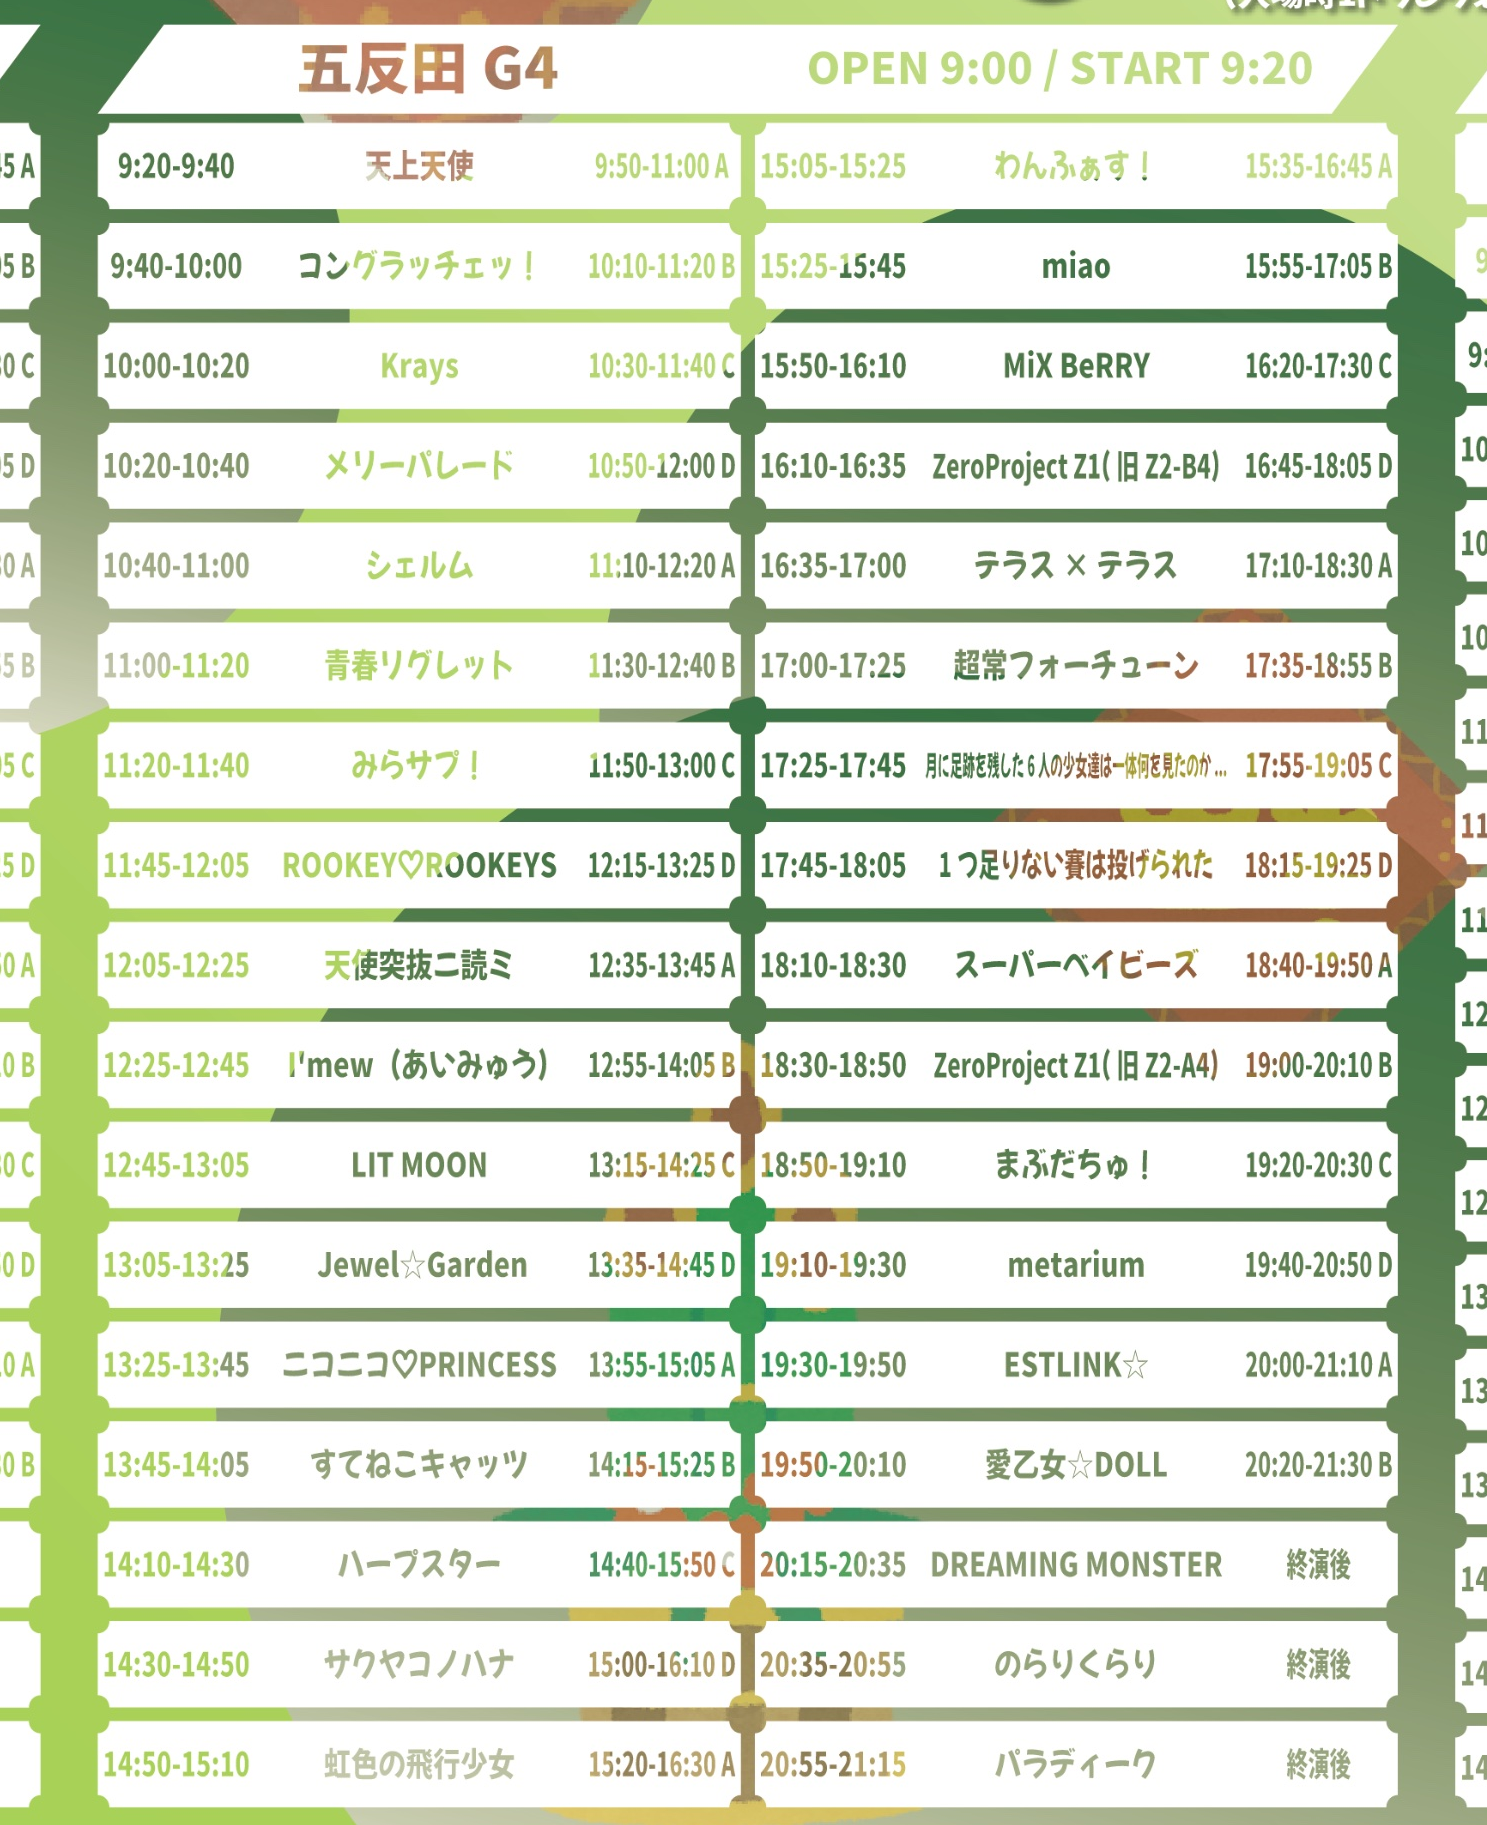 五反田 G4 OPEN 9:00 / START 9:20
9:20-9:40 天上天使 9:50-11:00 A
9:40-10:00 コングラッチェッ！ 10:10-11:20 B
10:00-10:20 Krays 10:30-11:40 C
10:20-10:40 メリーパレード 10:50-12:00 D
10:40-11:00 シェルム 11:10-12:20 A
11:00-11:20 青春リグレット 11:30-12:40 B
11:20-11:40 みらサプ！ 11:50-13:00 C
11:45-12:05 ROOKEY♡ROOKEYS 12:15-13:25 D
12:05-12:25 天使突抜ニ読ミ 12:35-13:45 A
12:25-12:45 I'mew（あいみゅう） 12:55-14:05 B
12:45-13:05 LIT MOON 13:15-14:25 C
13:05-13:25 Jewel☆Garden 13:35-14:45 D
13:25-13:45 ニコニコ♡PRINCESS 13:55-15:05 A
13:45-14:05 すてねこキャッツ 14:15-15:25 B
14:10-14:30 ハープスター 14:40-15:50 C
14:30-14:50 サクヤコノハナ 15:00-16:10 D
14:50-15:10 虹色の飛行少女 15:20-16:30 A
15:05-15:25 わんふぁす！ 15:35-16:45 A
15:25-15:45 miao 15:55-17:05 B
15:50-16:10 MiX BeRRY 16:20-17:30 C
16:10-16:35 ZeroProject Z1( 旧 Z2-B4) 16:45-18:05 D
16:35-17:00 テラス × テラス 17:10-18:30 A
17:00-17:25 超常フォーチューン 17:35-18:55 B
17:25-17:45 月に足跡を残した 6 人の少女達は一体何を見たのか ... 17:55-19:05 C
17:45-18:05 1 つ足りない賽は投げられた 18:15-19:25 D
18:10-18:30 スーパーベイビーズ 18:40-19:50 A
18:30-18:50 ZeroProject Z1( 旧 Z2-A4) 19:00-20:10 B
18:50-19:10 まぶだちゅ！ 19:20-20:30 C
19:10-19:30 metarium 19:40-20:50 D
19:30-19:50 ESTLINK☆ 20:00-21:10 A
19:50-20:10 愛乙女☆DOLL 20:20-21:30 B
20:15-20:35 DREAMING MONSTER 終演後
20:35-20:55 のらりくらり 終演後
20:55-21:15 パラディーク 終演後